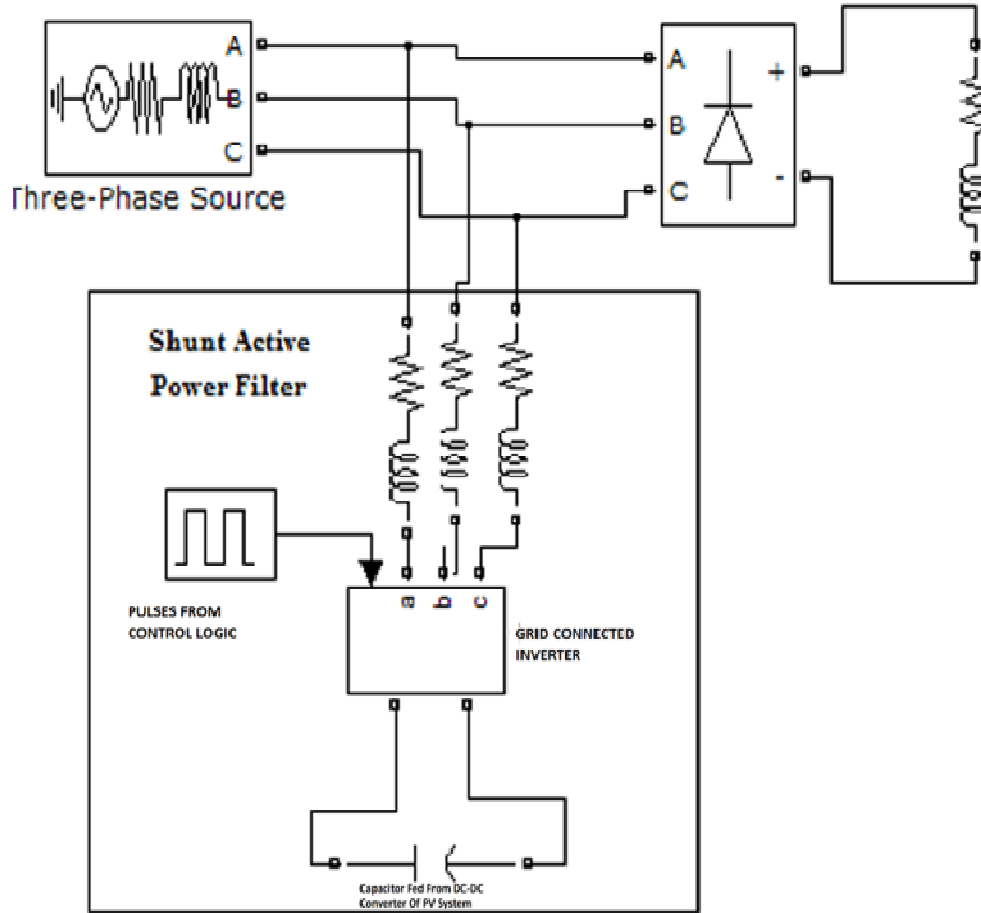 A
B
C
Three-Phase Source
A
B
C
+
-
Shunt Active
Power Filter
PULSES FROM
CONTROL LOGIC
a b c
GRID CONNECTED
INVERTER
Capacitor Fed From DC-DC
Converter Of PV System